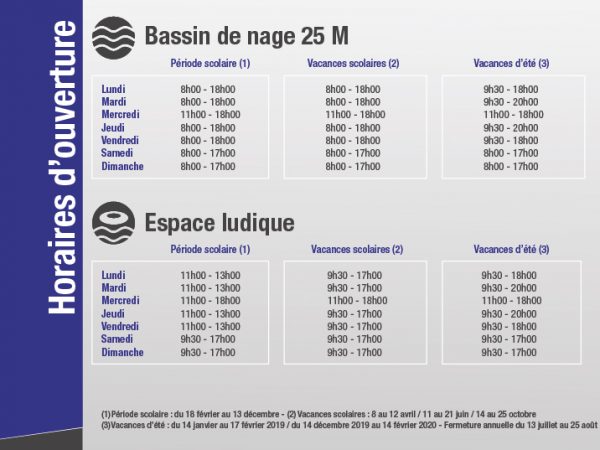 Horaires d'ouverture
Bassin de nage 25 M
Période scolaire (1) Vacances scolaires (2) Vacances d'été (3)
Lundi 8h00 - 18h00 8h00 - 18h00 9h30 - 18h00
Mardi 8h00 - 18h00 8h00 - 18h00 9h30 - 20h00
Mercredi 11h00 - 18h00 11h00 - 18h00 11h00 - 18h00
Jeudi 8h00 - 18h00 8h00 - 18h00 9h30 - 20h00
Vendredi 8h00 - 18h00 8h00 - 18h00 9h30 - 18h00
Samedi 8h00 - 17h00 8h00 - 17h00 8h00 - 17h00
Dimanche 8h00 - 17h00 8h00 - 17h00 8h00 - 17h00
Espace ludique
Période scolaire (1) Vacances scolaires (2) Vacances d'été (3)
Lundi 11h00 - 13h00 9h30 - 17h00 9h30 - 18h00
Mardi 11h00 - 13h00 9h30 - 17h00 9h30 - 20h00
Mercredi 11h00 - 18h00 11h00 - 18h00 11h00 - 18h00
Jeudi 11h00 - 13h00 9h30 - 17h00 9h30 - 20h00
Vendredi 11h00 - 13h00 9h30 - 17h00 9h30 - 18h00
Samedi 9h30 - 17h00 9h30 - 17h00 9h30 - 17h00
Dimanche 9h30 - 17h00 9h30 - 17h00 9h30 - 17h00
(1)Période scolaire : du 18 février au 13 décembre - (2) Vacances scolaires : 8 au 12 avril / 11 au 21 juin / 14 au 25 octobre
(3)Vacances d'été : du 14 janvier au 17 février 2019 / du 14 décembre 2019 au 14 février 2020 - Fermeture annuelle du 13 juillet au 25 août